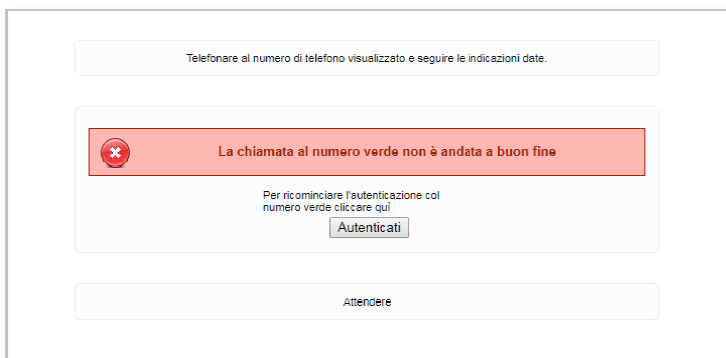 Telefonare al numero di telefono visualizzato e seguire le indicazioni date.
La chiamata al numero verde non è andata a buon fine
Per ricominciare l'autenticazione col
numero verde cliccare quì
Autenticati
Attendere